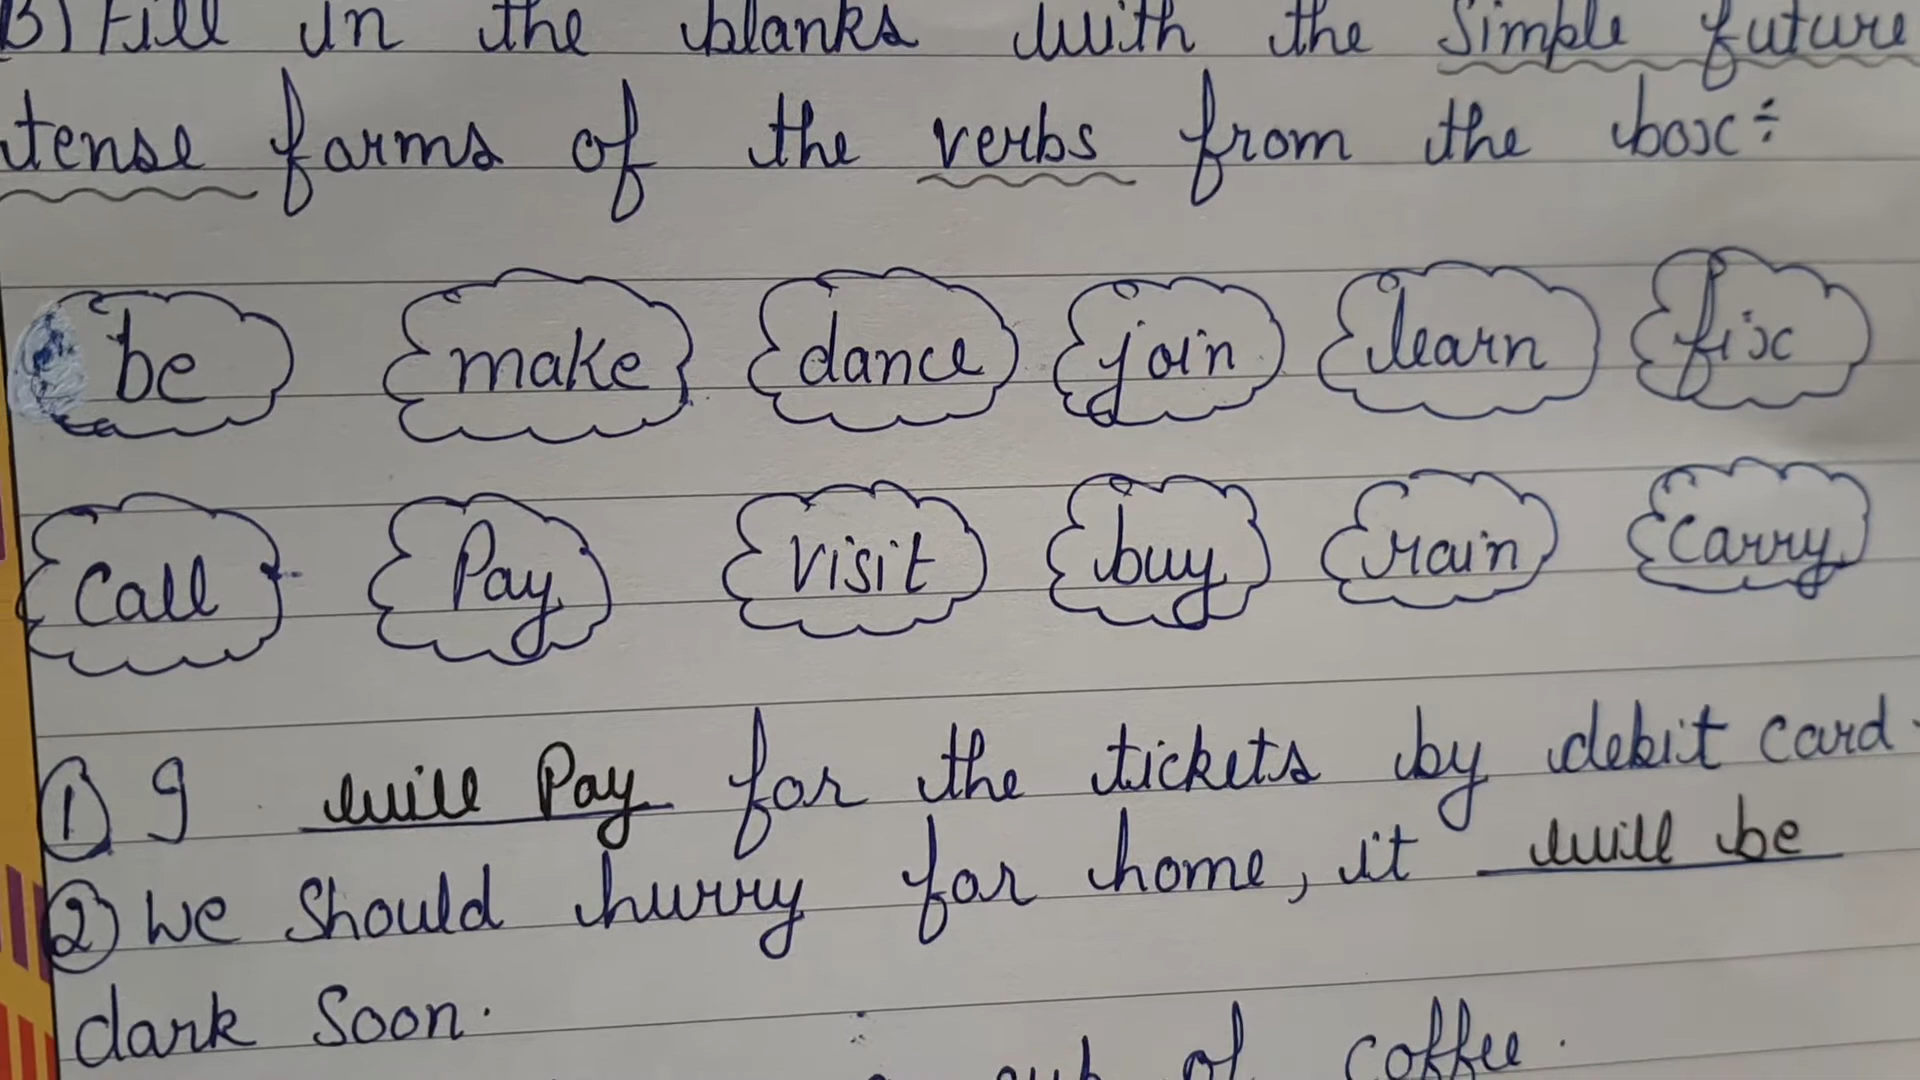 B) Fill in the blanks with the Simple future
tense forms of the verbs from the box:
be make dance join learn fix
Call Pay Visit buy rain Carry
1) I will Pay for the tickets by debit card.
2) We Should hurry for home, it will be
dark Soon.
of coffee.